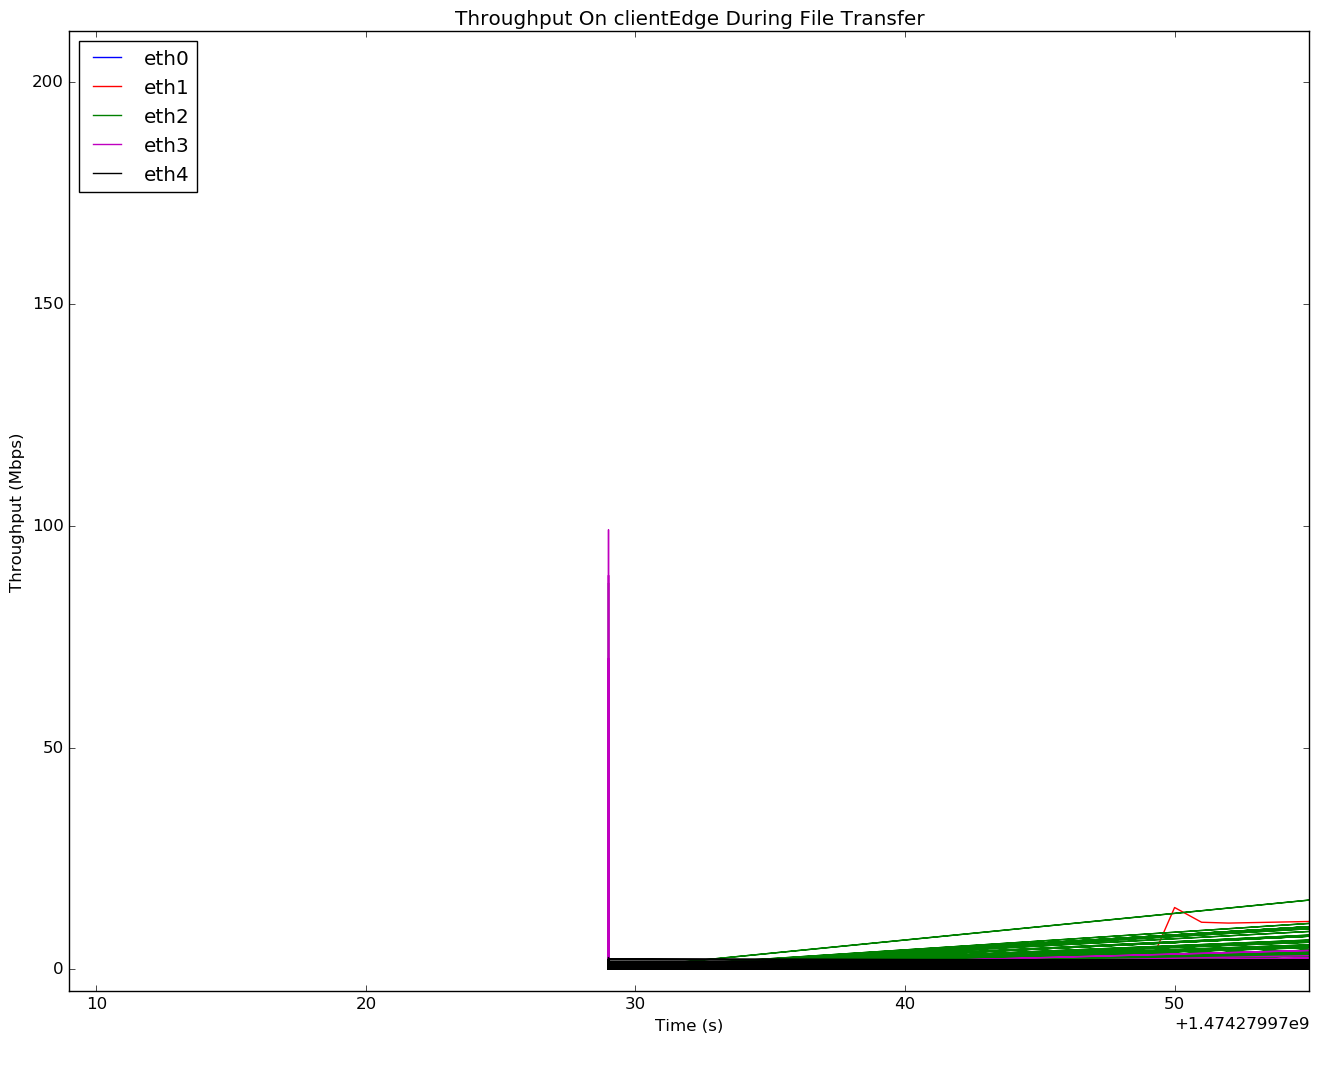 Throughput On clientEdge During File Transfer
eth0
eth1
eth2
eth3
eth4
200
150
100
50
0
Throughput (Mbps)
10 20 30 40 50
Time (s)
+1.47427997e9